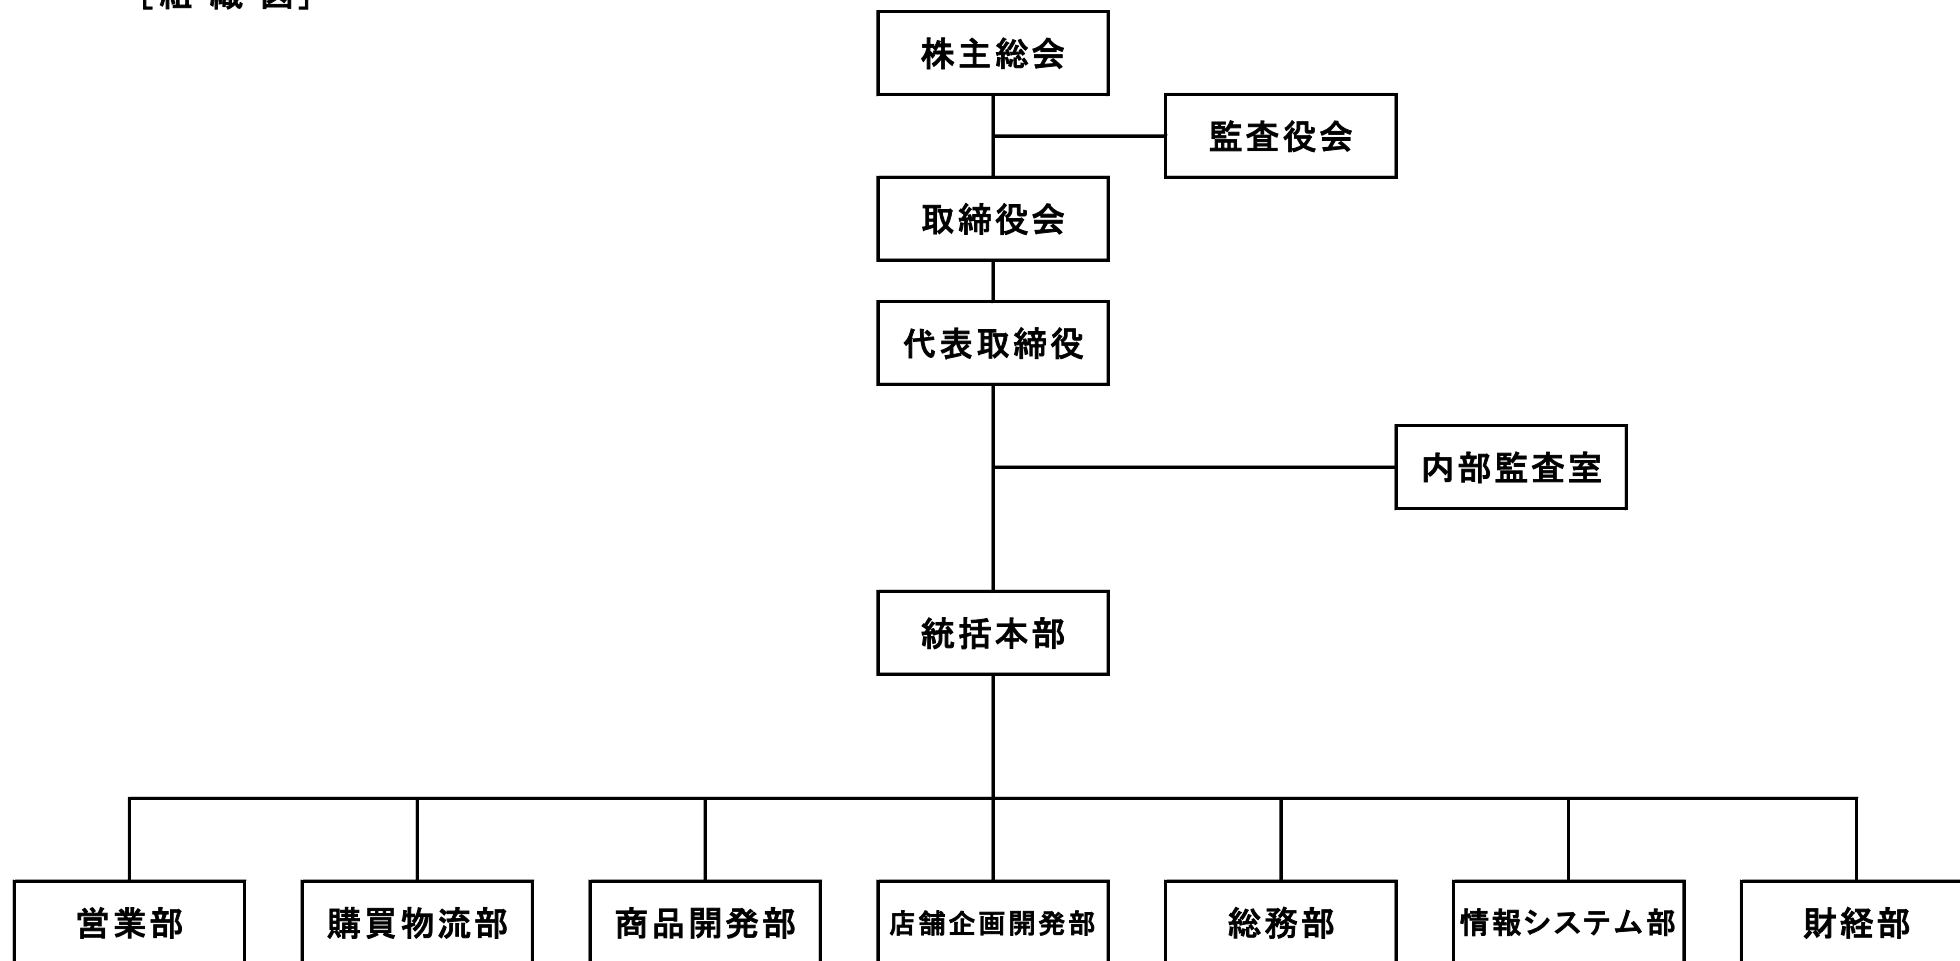 [組織図]
株主総会
監査役会
取締役会
代表取締役
内部監査室
統括本部
営業部
購買物流部
商品開発部
店舗企画開発部
総務部
情報システム部
財経部